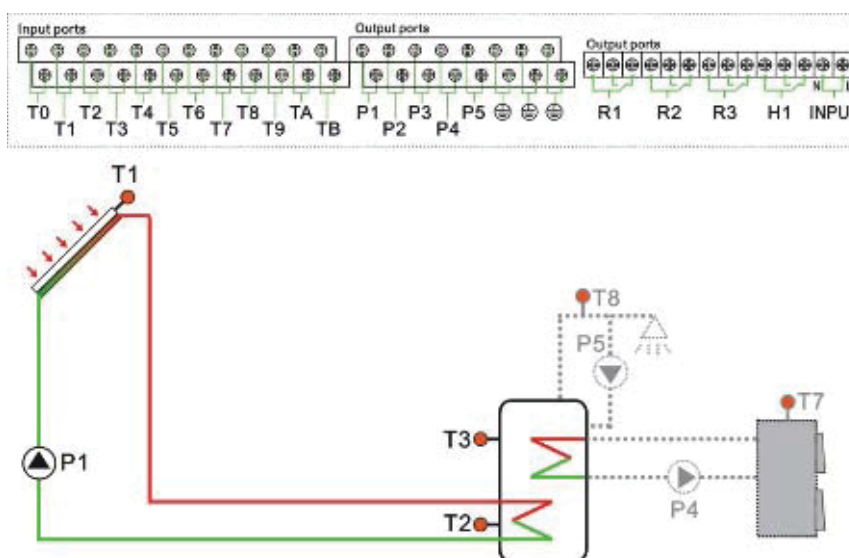 Input ports
Output ports
Output ports
T0 T2 T4 T6 T8 TA P1 P3 P5
T1 T3 T5 T7 T9 TB P2 P4
R1 R2 R3 H1 INPU
N
T1
T8
P5
T7
T3
P1
P4
T2